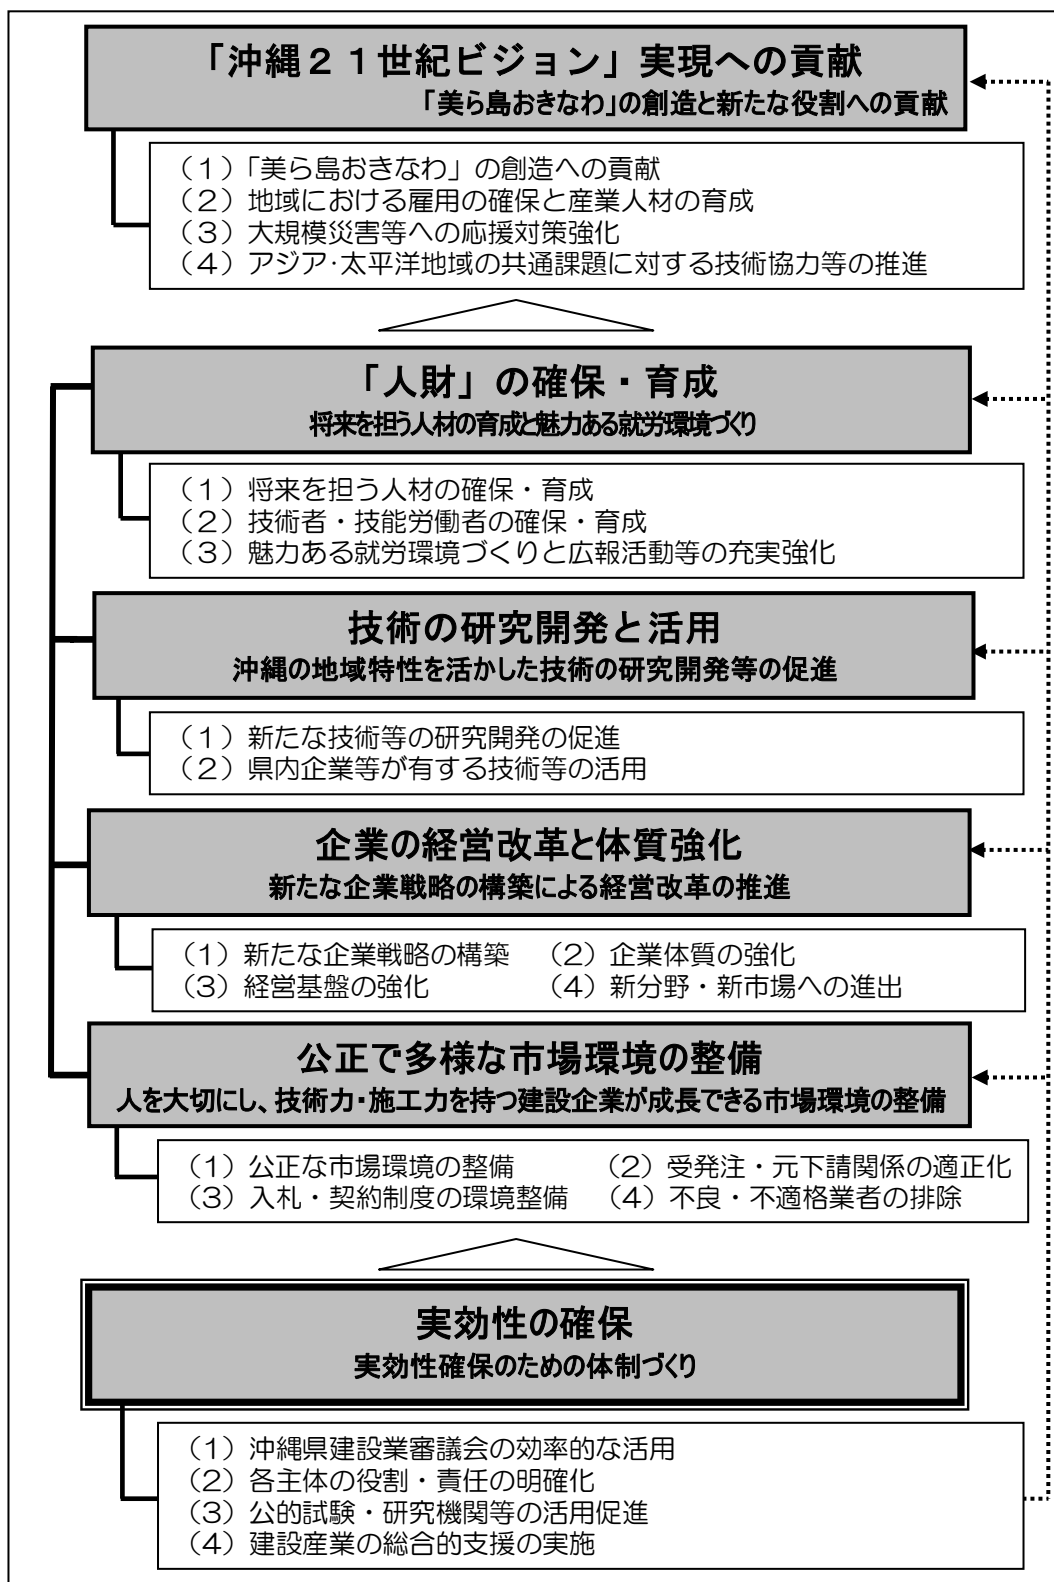 「沖縄２１世紀ビジョン」実現への貢献
「美ら島おきなわ」の創造と新たな役割への貢献
（１）「美ら島おきなわ」の創造への貢献
（２）地域における雇用の確保と産業人材の育成
（３）大規模災害等への応援対策強化
（４）アジア・太平洋地域の共通課題に対する技術協力等の推進
「人財」の確保・育成
将来を担う人材の育成と魅力ある就労環境づくり
（１）将来を担う人材の確保・育成
（２）技術者・技能労働者の確保・育成
（３）魅力ある就労環境づくりと広報活動等の充実強化
技術の研究開発と活用
沖縄の地域特性を活かした技術の研究開発等の促進
（１）新たな技術等の研究開発の促進
（２）県内企業等が有する技術等の活用
企業の経営改革と体質強化
新たな企業戦略の構築による経営改革の推進
（１）新たな企業戦略の構築　（２）企業体質の強化
（３）経営基盤の強化　（４）新分野・新市場への進出
公正で多様な市場環境の整備
人を大切にし、技術力・施工力を持つ建設企業が成長できる市場環境の整備
（１）公正な市場環境の整備　（２）受発注・元下請関係の適正化
（３）入札・契約制度の環境整備　（４）不良・不適格業者の排除
実効性の確保
実効性確保のための体制づくり
（１）沖縄県建設業審議会の効率的な活用
（２）各主体の役割・責任の明確化
（３）公的試験・研究機関等の活用促進
（４）建設産業の総合的支援の実施